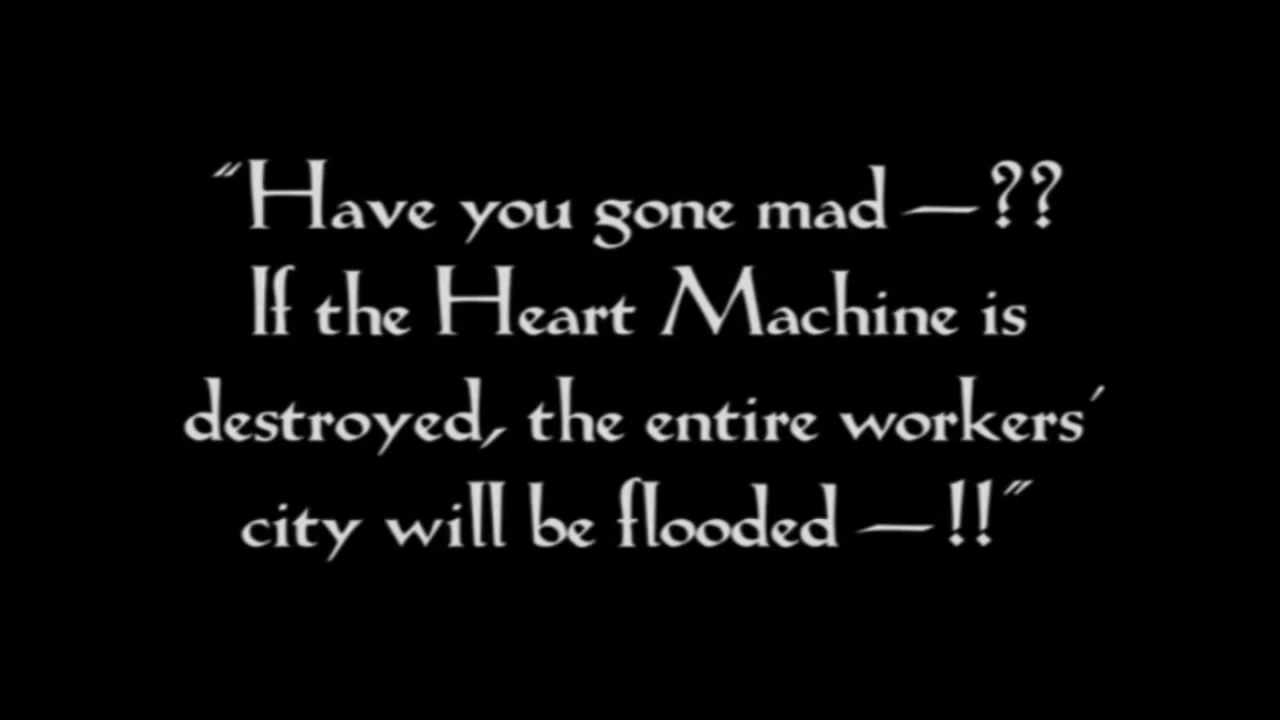 "Have you gone mad —??
If the Heart Machine is
destroyed, the entire workers'
city will be flooded —!!"